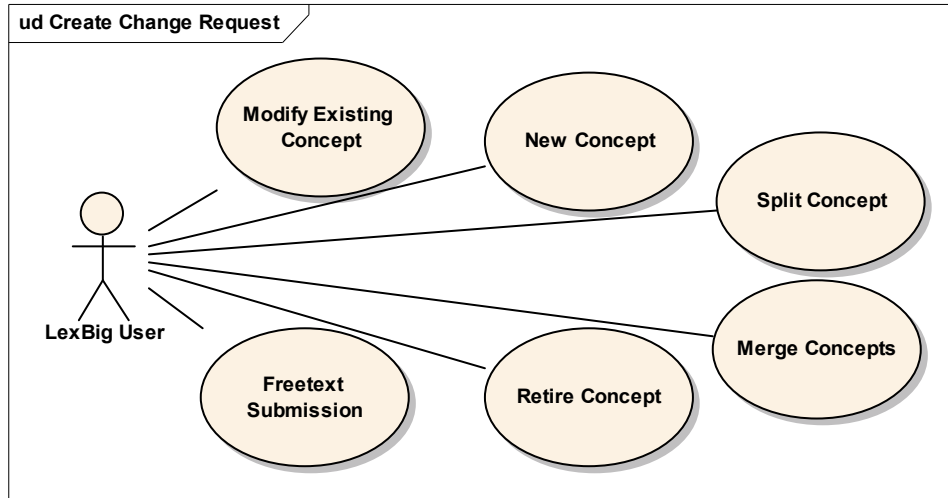 ud Create Change Request
Modify Existing
Concept
New Concept
Split Concept
LexBig User
Merge Concepts
Freetext
Submission
Retire Concept